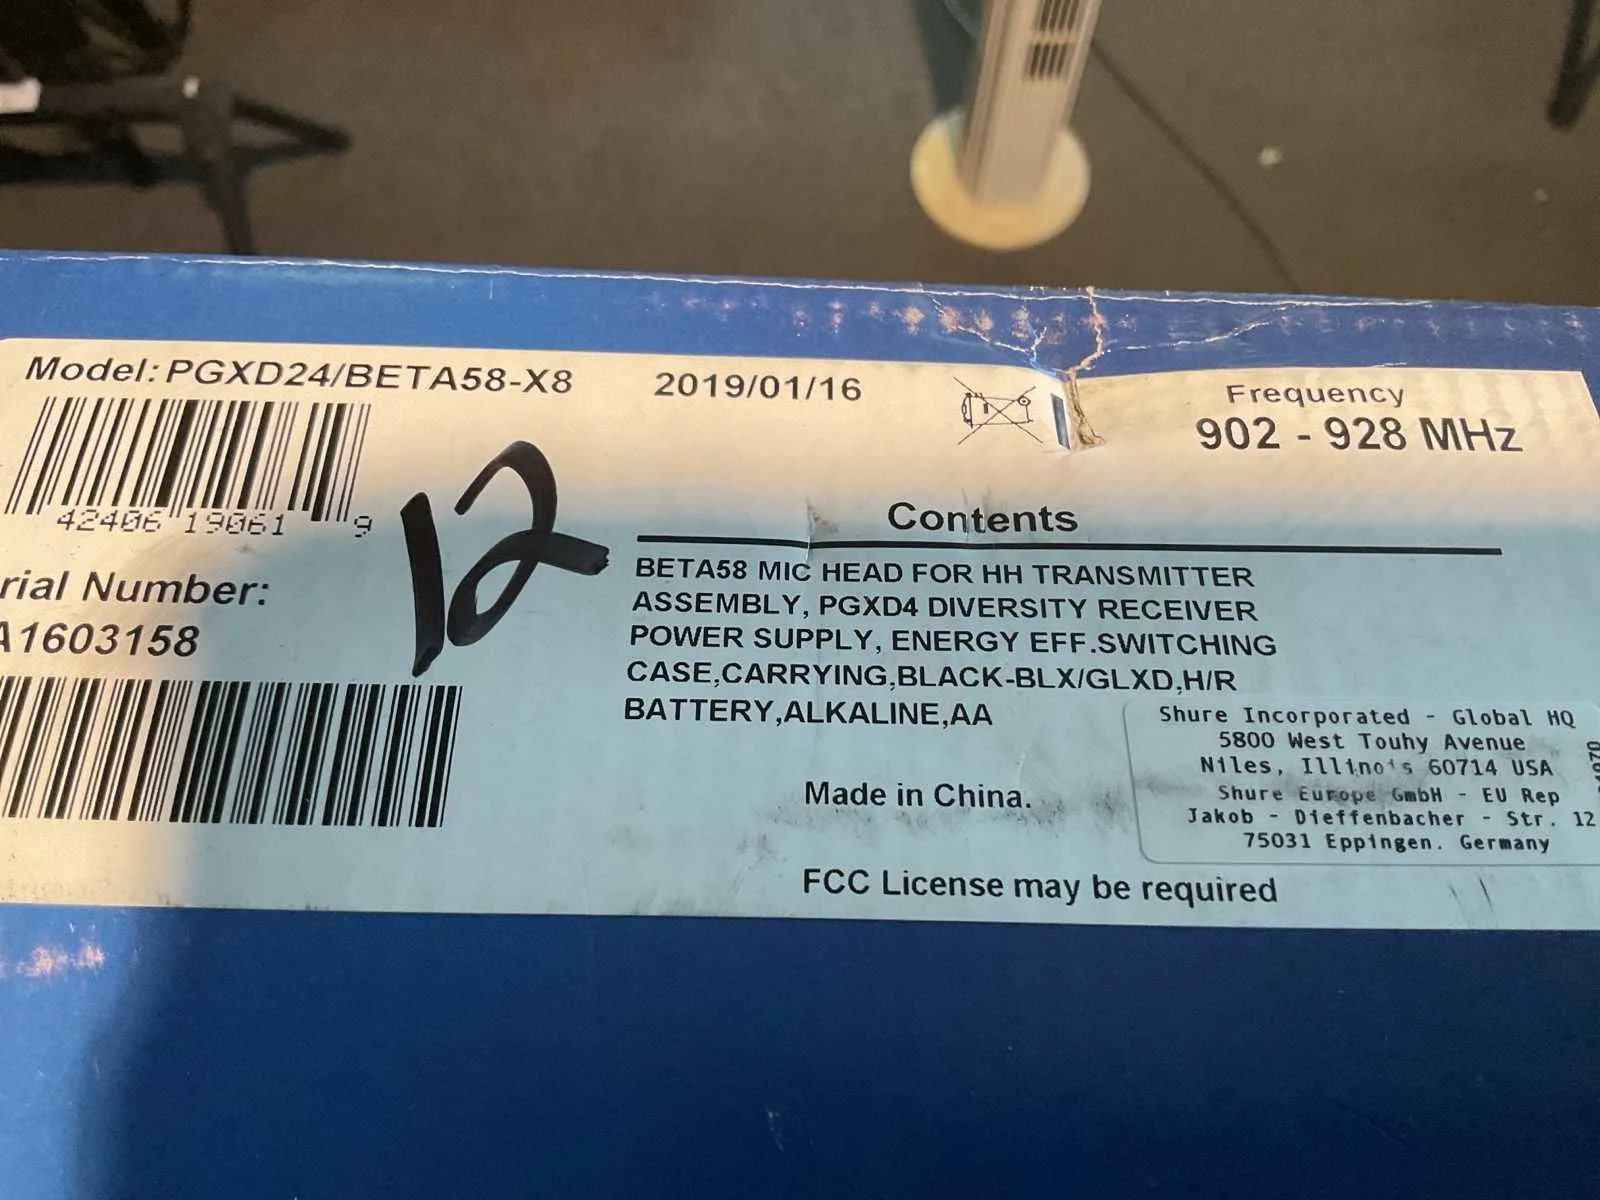 Model: PGXD24/BETA58-X8
2019/01/16
Frequency
902 - 928 MHz
42406 19061 9
12
rial Number:
A1603158
Contents
BETA58 MIC HEAD FOR HH TRANSMITTER
ASSEMBLY, PGXD4 DIVERSITY RECEIVER
POWER SUPPLY, ENERGY EFF.SWITCHING
CASE,CARRYING,BLACK-BLX/GLXD,H/R
BATTERY,ALKALINE,AA
Shure Incorporated - Global HQ
5800 West Touhy Avenue
Niles, Illinois 60714 USA
Shure Europe GmbH - EU Rep
Jakob - Dieffenbacher - Str. 12
75031 Eppingen. Germany
Made in China.
FCC License may be required